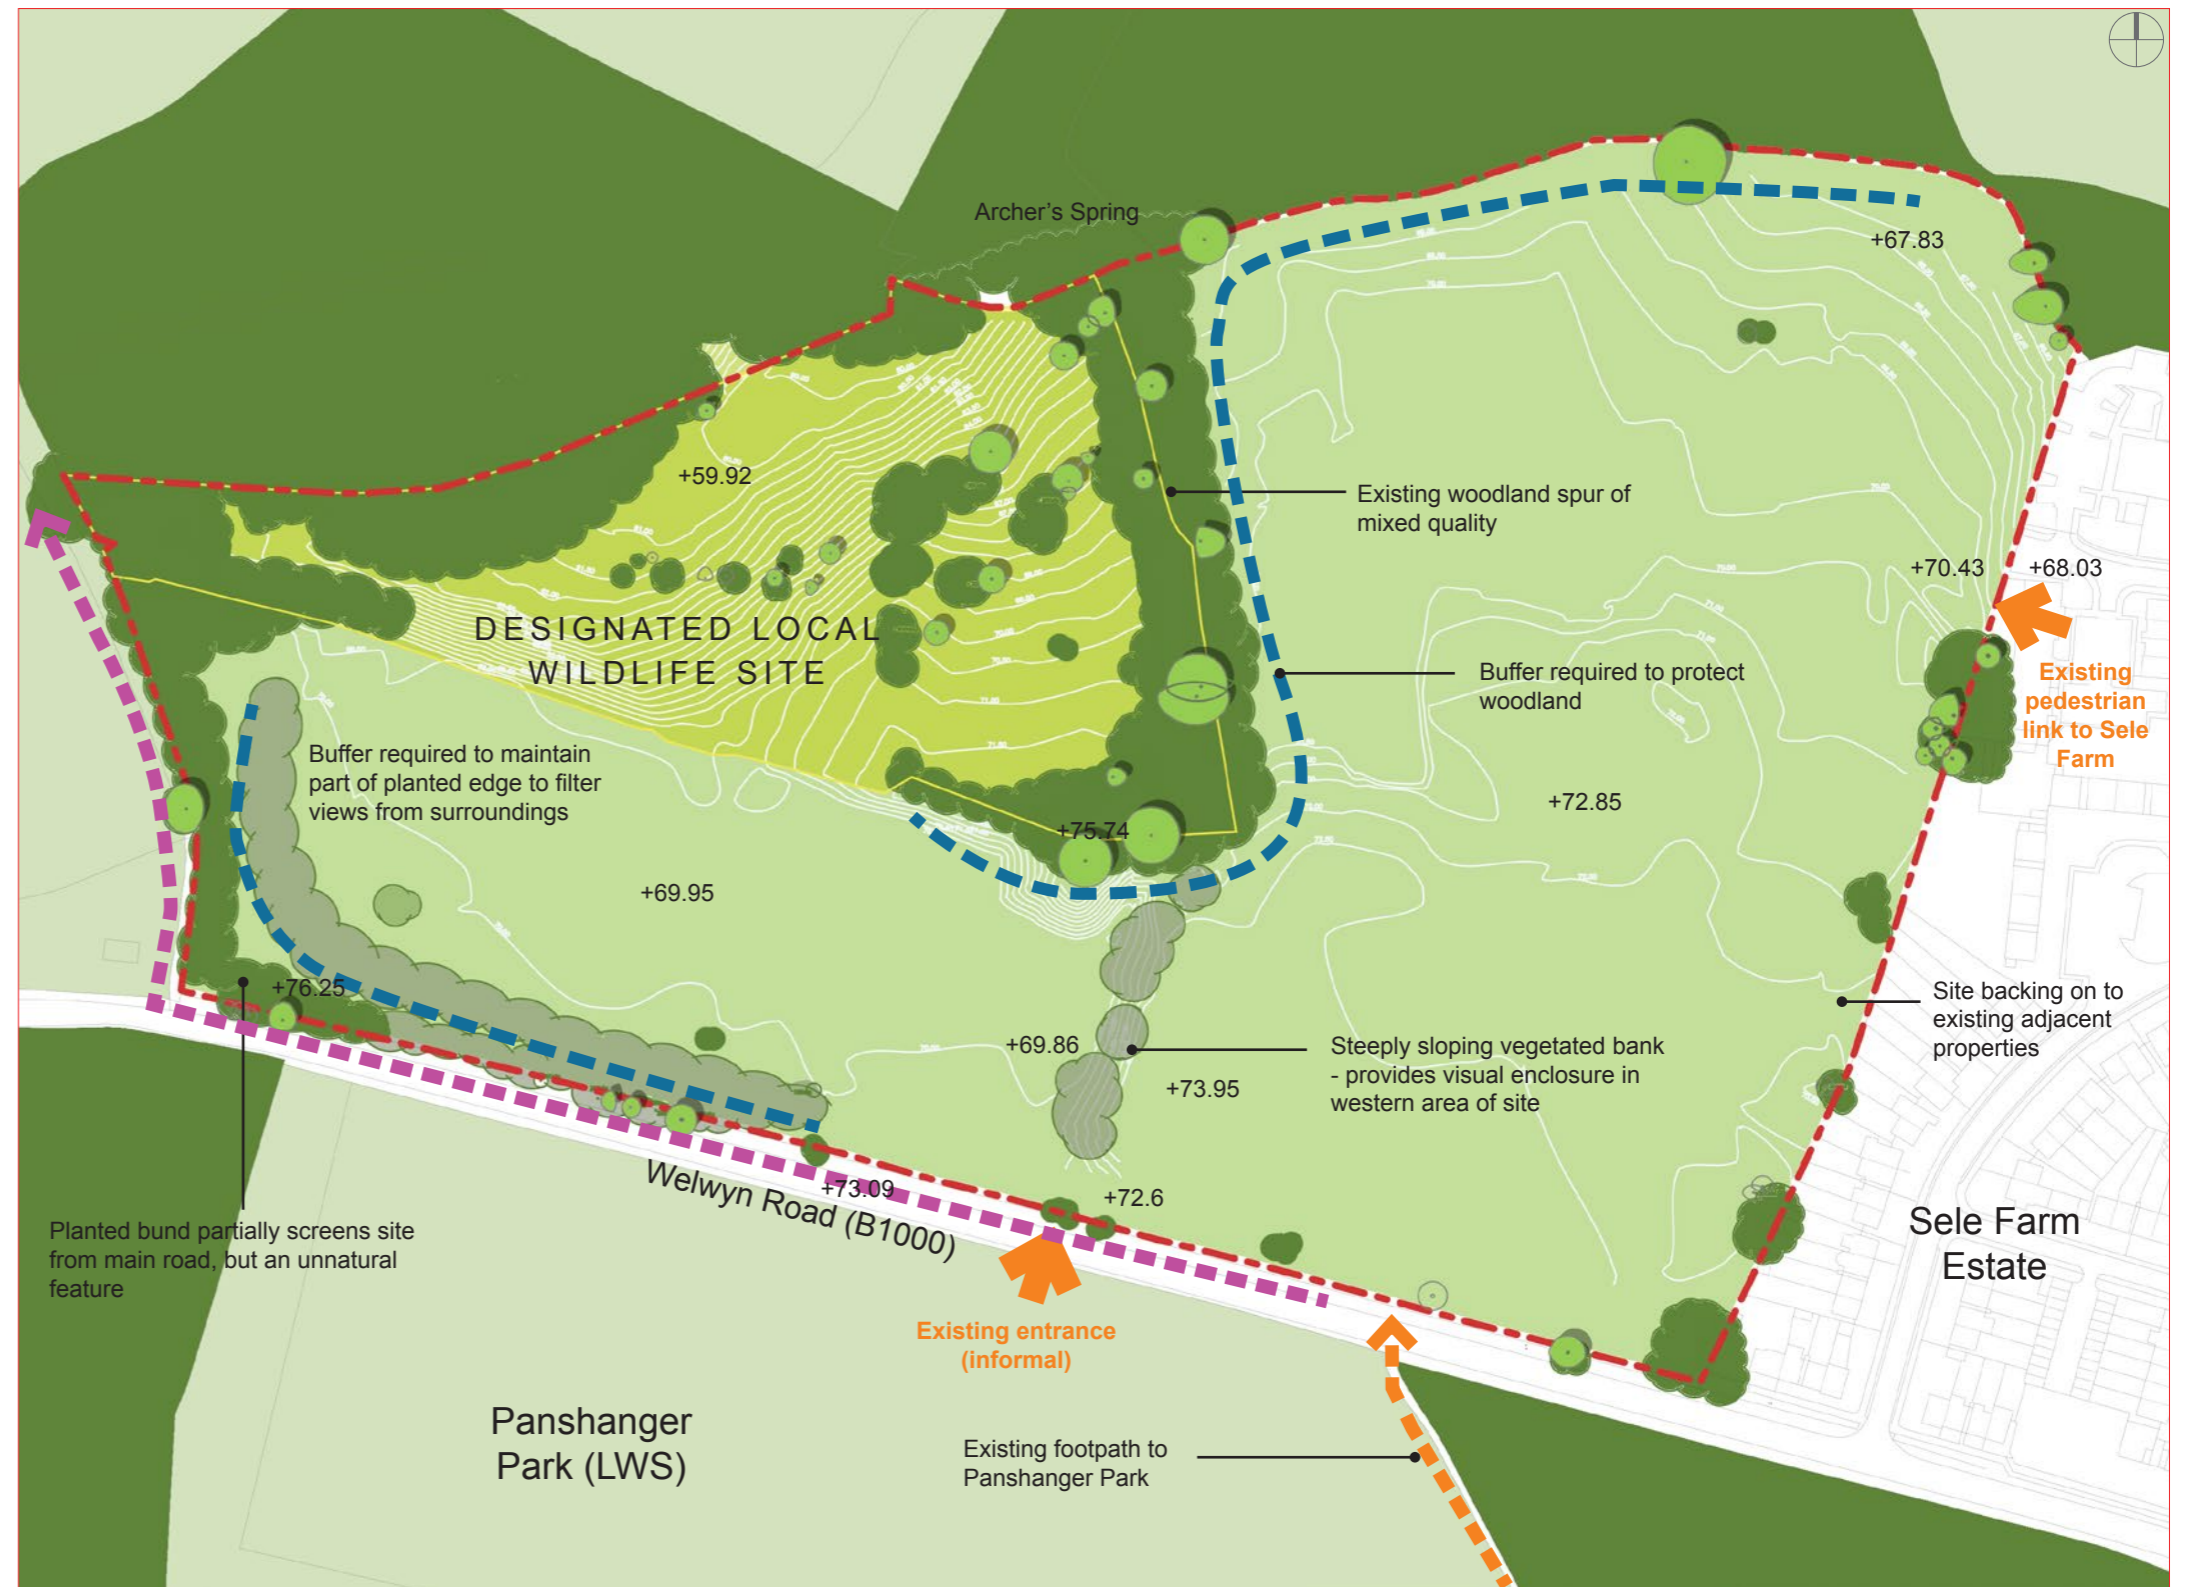 Archer's Spring
+67.83
+59.92
Existing woodland spur of
mixed quality
+70.43
+68.03
DESIGNATED LOCAL
WILDLIFE SITE
Existing
pedestrian
link to Sele
Farm
Buffer required to protect
woodland
Buffer required to maintain
part of planted edge to filter
views from surroundings
+72.85
+75.74
+69.95
+76.25
Site backing on to
existing adjacent
properties
+69.86
+73.95
Steeply sloping vegetated bank
- provides visual enclosure in
western area of site
Welwyn Road (B1000)
+73.09
+72.6
Planted bund partially screens site
from main road, but an unnatural
feature
Sele Farm
Estate
Existing entrance
(informal)
Panshanger
Park (LWS)
Existing footpath to
Panshanger Park